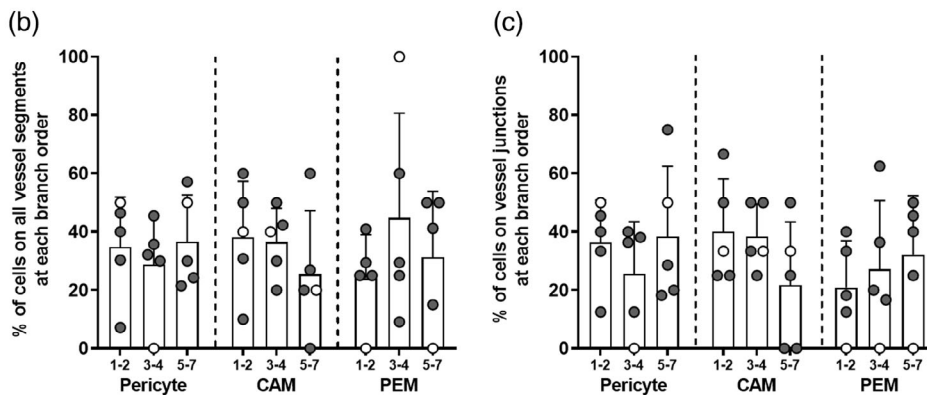 (b)
% of cells on all vessel segments
at each branch order
100
80
60
40
20
0
1-2 3-4 5-7 1-2 3-4 5-7 1-2 3-4 5-7
Pericyte CAM PEM
(c)
% of cells on vessel junctions
at each branch order
100
80
60
40
20
0
1-2 3-4 5-7 1-2 3-4 5-7 1-2 3-4 5-7
Pericyte CAM PEM